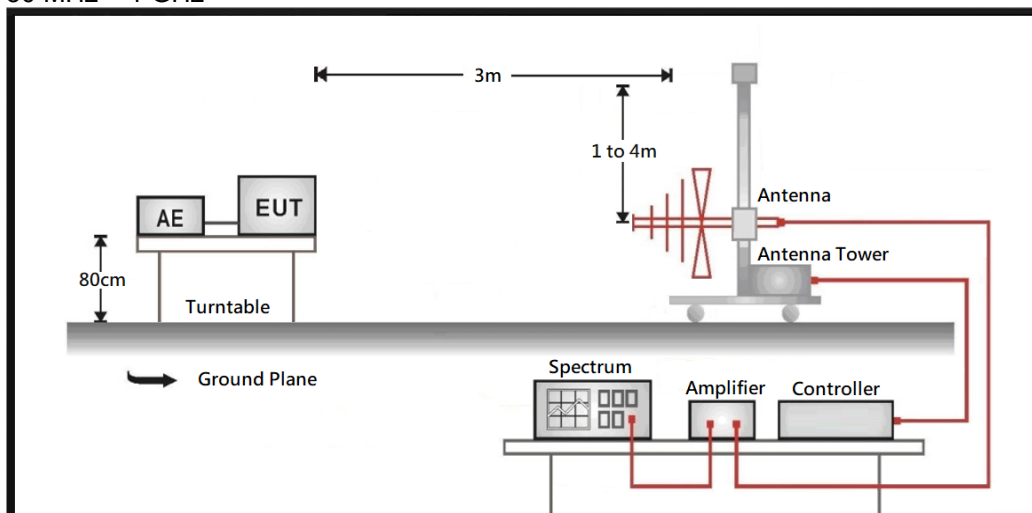 3m
1 to 4m
Antenna
AE
EUT
Antenna Tower
80cm
Turntable
Ground Plane
Spectrum
Amplifier
Controller